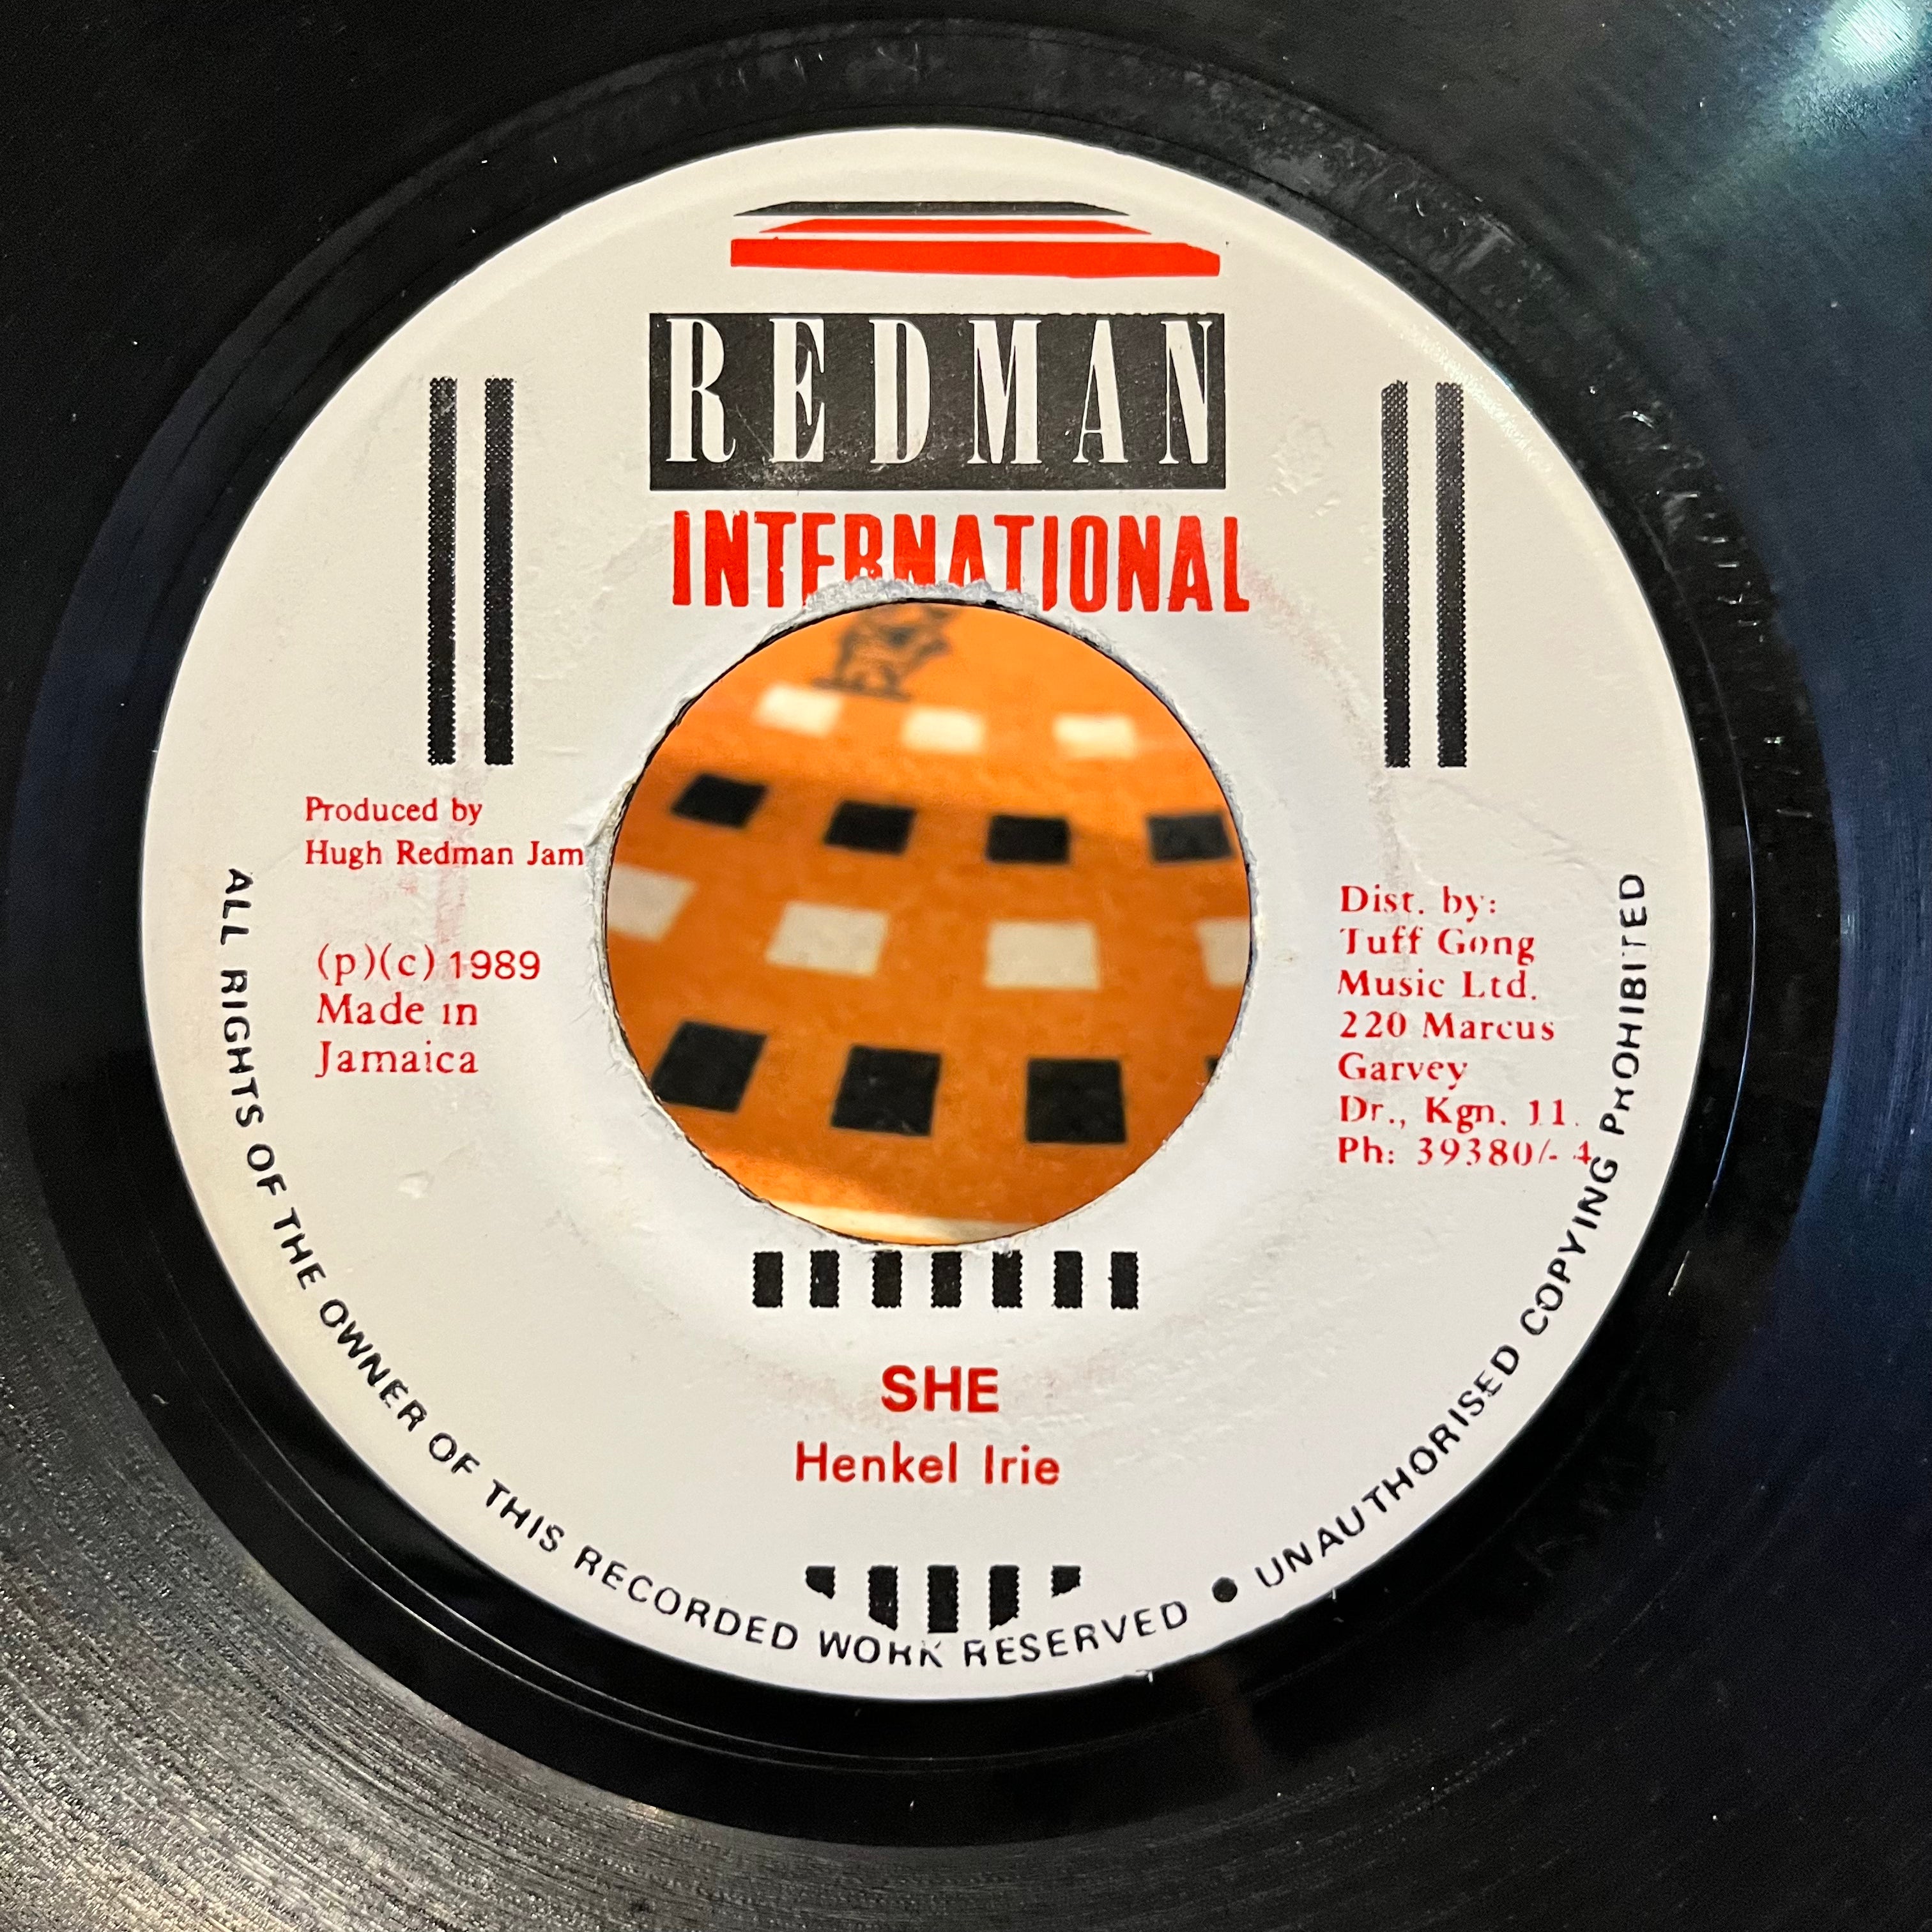 REDMAN
INTERNATIONAL
Produced by
Hugh Redman Jam
(p)(c) 1989
Made in
Jamaica
Dist. by:
Tuff Gong
Music Ltd.
220 Marcus
Garvey
Dr., Kgn. 11.
Ph: 39380/- 4
SHE
Henkel Irie
ALL RIGHTS OF THE OWNER OF THIS RECORDED WORK RESERVED ● UNAUTHORISED COPYING PROHIBITED